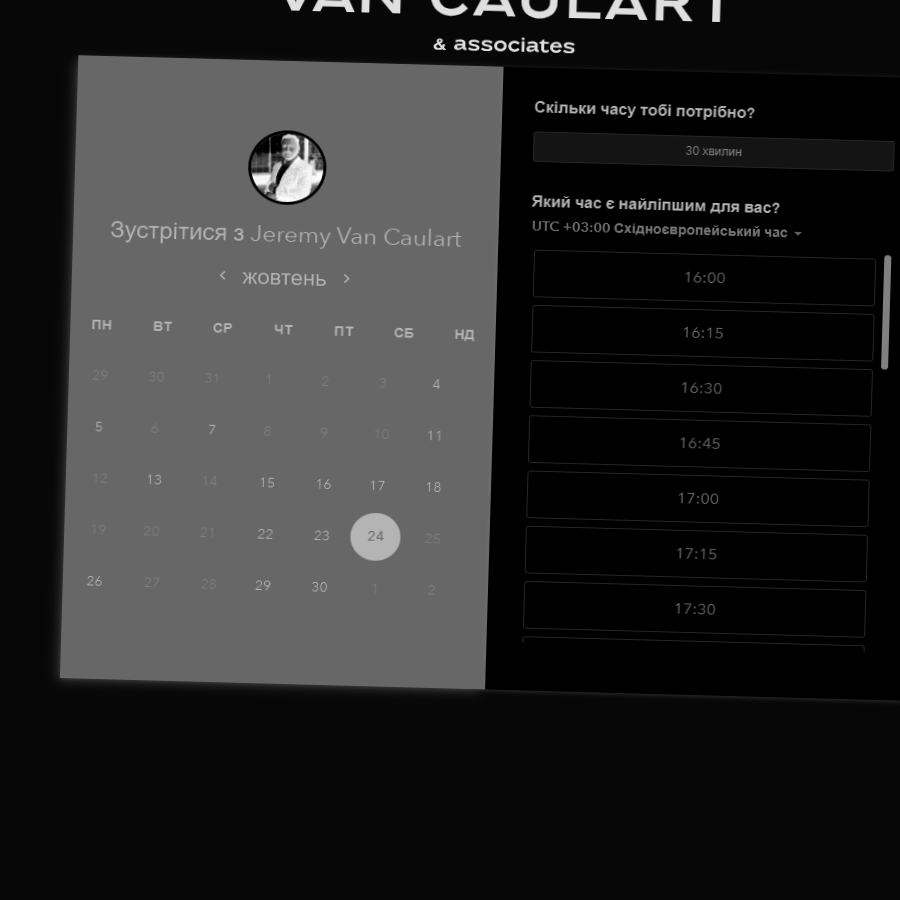 VAN CAULART
& associates
Зустрітися з Jeremy Van Caulart
жовтень
ПН ВТ СР ЧТ ПТ СБ НД
29 30 31 1 2 3 4
5 6 7 8 9 10 11
12 13 14 15 16 17 18
19 20 21 22 23 24 25
26 27 28 29 30 1 2
Скільки часу тобі потрібно?
30 хвилин
Який час є найліпшим для вас?
UTC +03:00 Східноєвропейський час
16:00
16:15
16:30
16:45
17:00
17:15
17:30